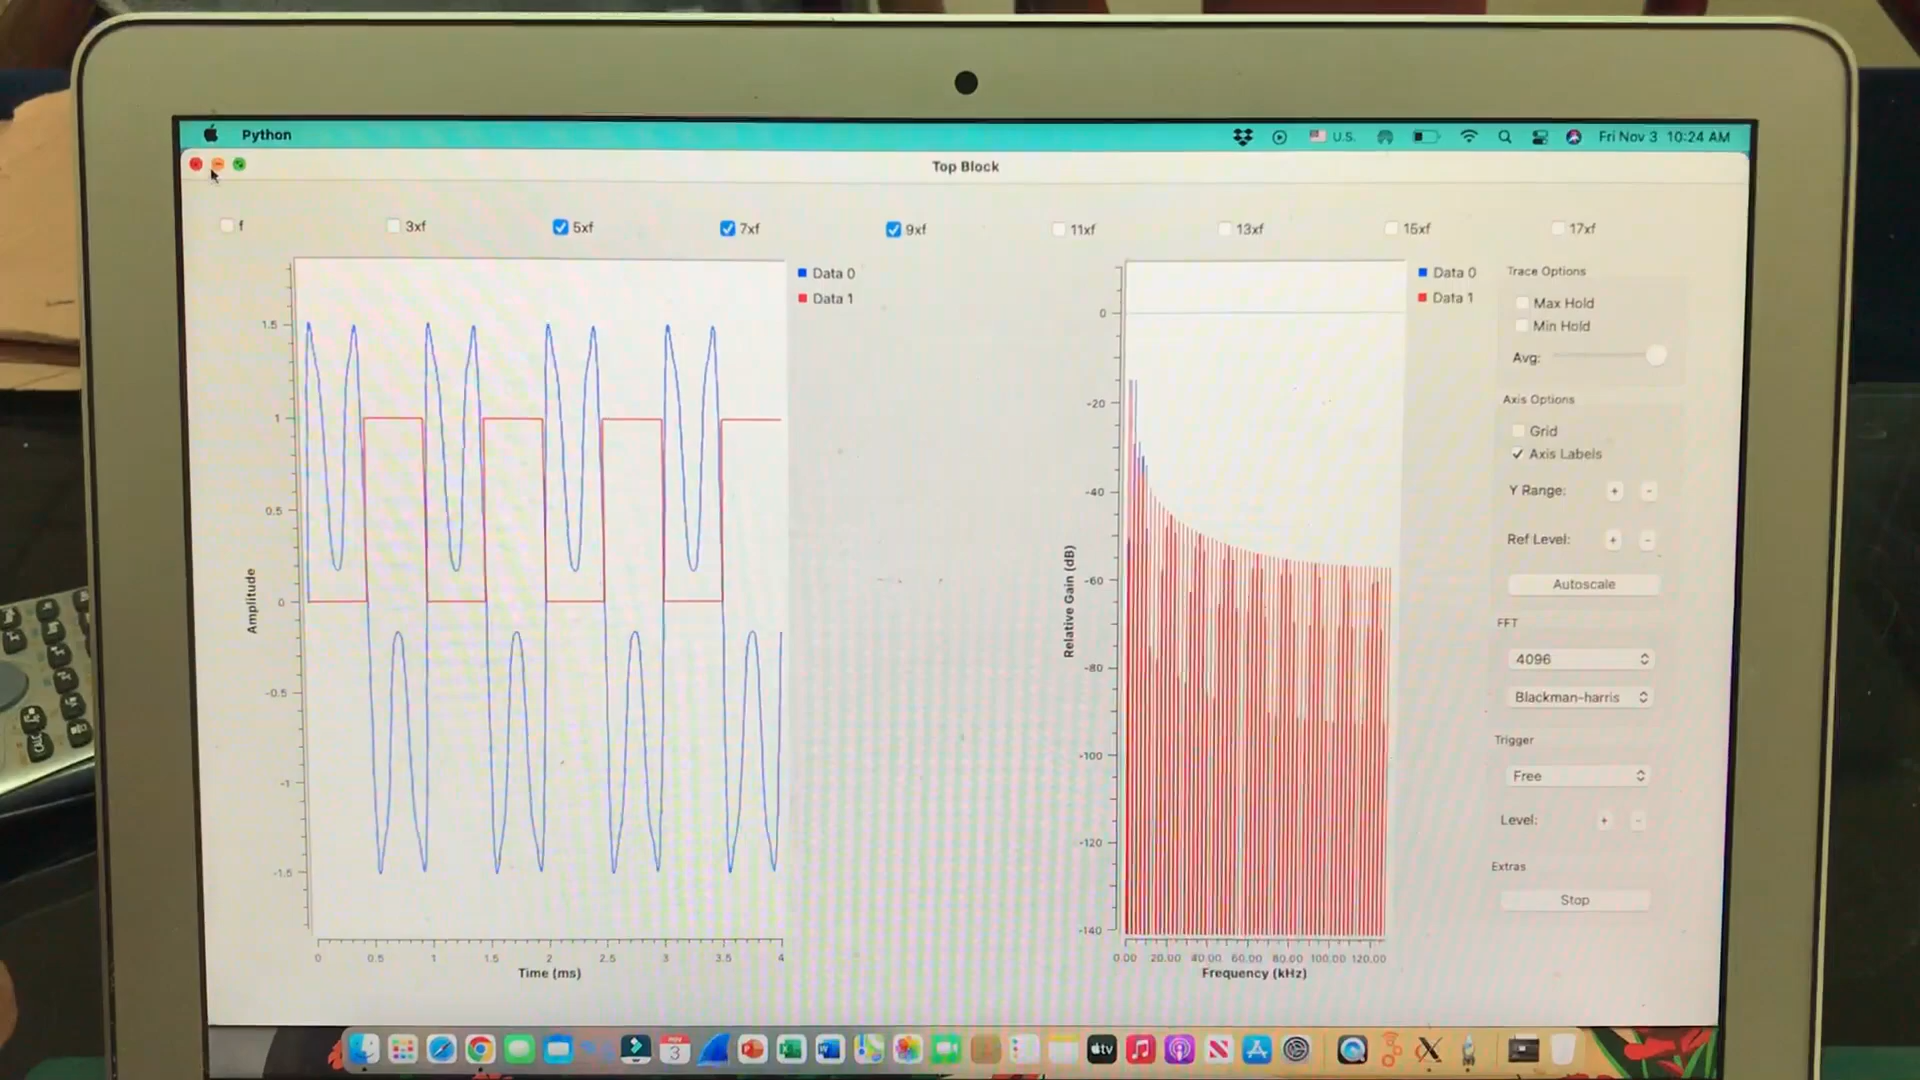 Python
U.S.
Fri Nov 3 10:24 AM
Top Block
f
3xf
5xf
7xf
9xf
11xf
13xf
15xf
17xf
Data 0
Data 1
1.5
1
0.5
0
-0.5
-1
-1.5
Amplitude
0 0.5 1 1.5 2 2.5 3 3.5 4
Time (ms)
Data 0
Data 1
0
-20
-40
-60
-80
-100
-120
-140
Relative Gain (dB)
0.00 20.00 40.00 60.00 80.00 100.00 120.00
Frequency (kHz)
Trace Options
Max Hold
Min Hold
Avg:
Axis Options
Grid
Axis Labels
Y Range: + -
Ref Level: + -
Autoscale
FFT
4096
Blackman-harris
Trigger
Free
Level: + -
Extras
Stop
CALC
NOV
3
tv